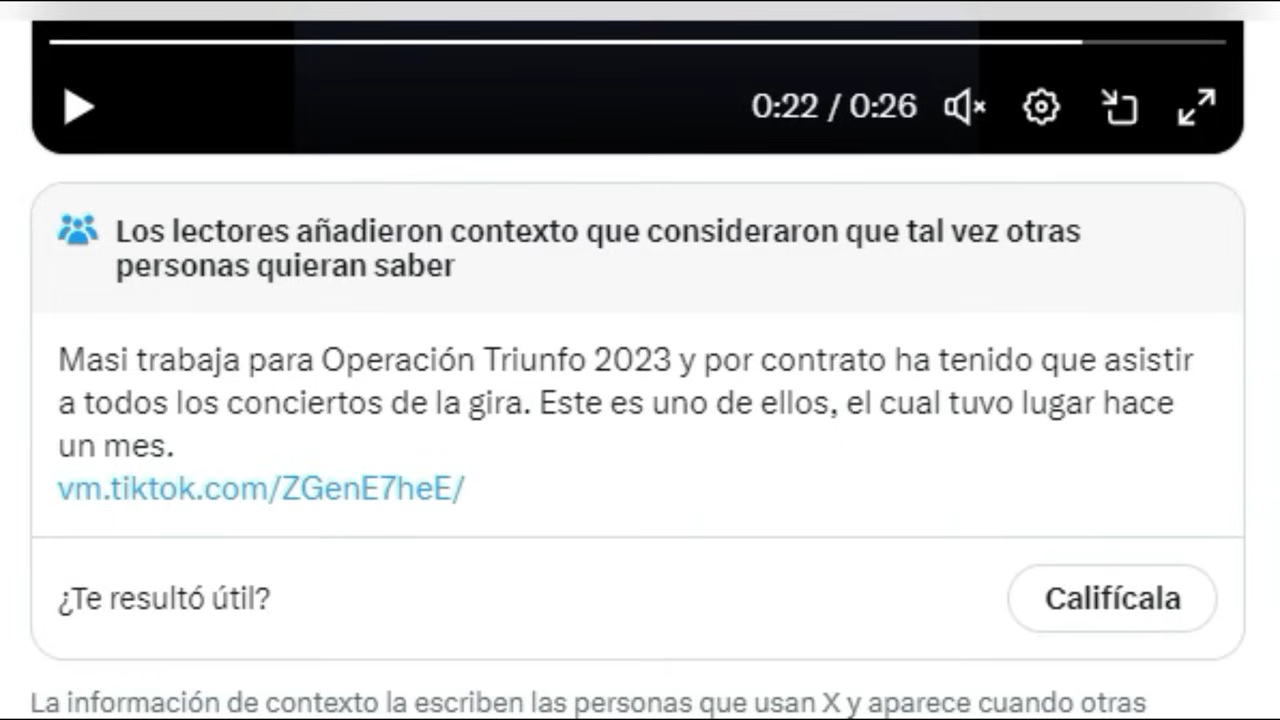 0:22 / 0:26
Los lectores añadieron contexto que consideraron que tal vez otras
personas quieran saber
Masi trabaja para Operación Triunfo 2023 y por contrato ha tenido que asistir
a todos los conciertos de la gira. Este es uno de ellos, el cual tuvo lugar hace
un mes.
vm.tiktok.com/ZGenE7heE/
¿Te resultó útil?
Califícala
La información de contexto la escriben las personas que usan X y aparece cuando otras